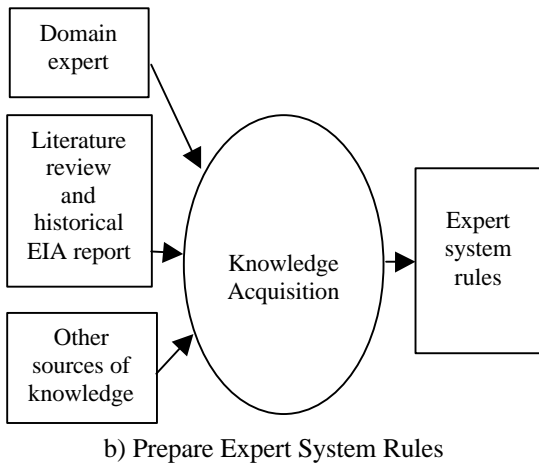 Domain
expert
Literature
review
and
historical
EIA report
Other
sources of
knowledge
Knowledge
Acquisition
Expert
system
rules
b) Prepare Expert System Rules